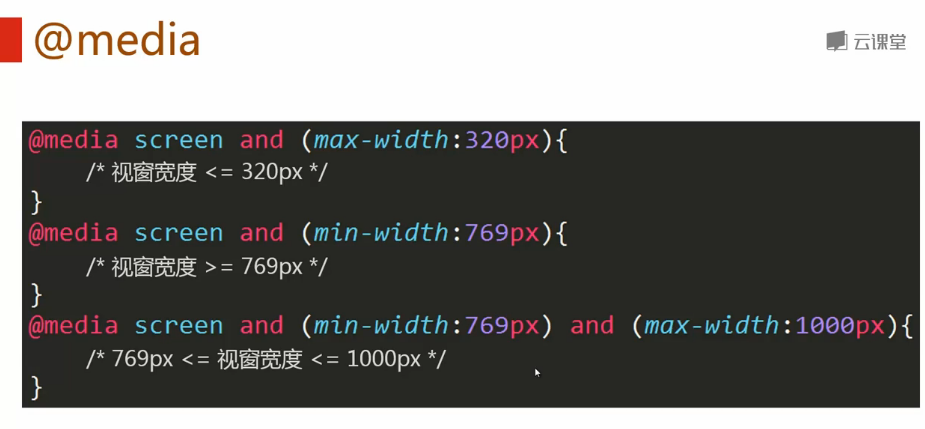 @media
云课堂
@media screen and (max-width:320px){
/* 视窗宽度 <= 320px */
}
@media screen and (min-width:769px){
/* 视窗宽度 >= 769px */
}
@media screen and (min-width:769px) and (max-width:1000px){
/* 769px <= 视窗宽度 <= 1000px */
}